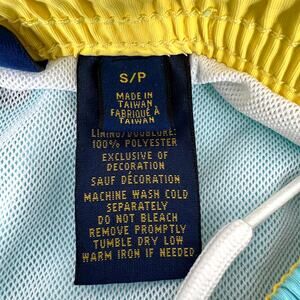 S/P
MADE IN
TAIWAN
FABRIQUÉ À
TAIWAN
LINING/DOUBLURE:
100% POLYESTER
EXCLUSIVE OF
DECORATION
SAUF DÉCORATION
MACHINE WASH COLD
SEPARATELY
DO NOT BLEACH
REMOVE PROMPTLY
TUMBLE DRY LOW
WARM IRON IF NEEDED